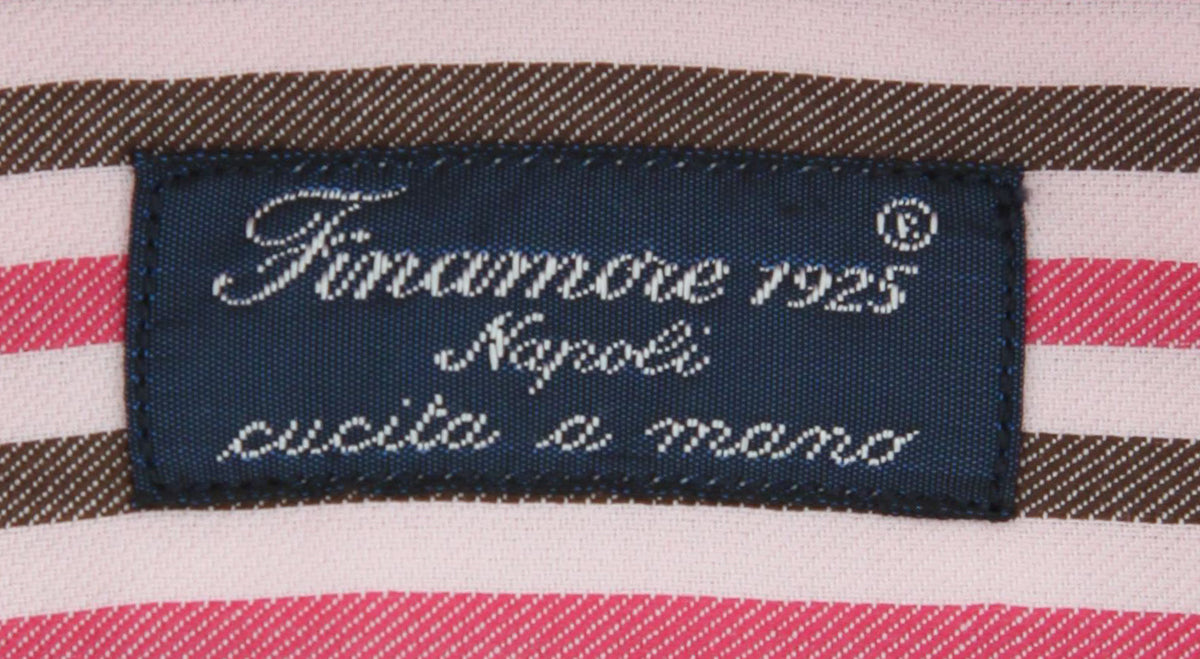 Finamore 1925 ®
Napoli
cucita a mano